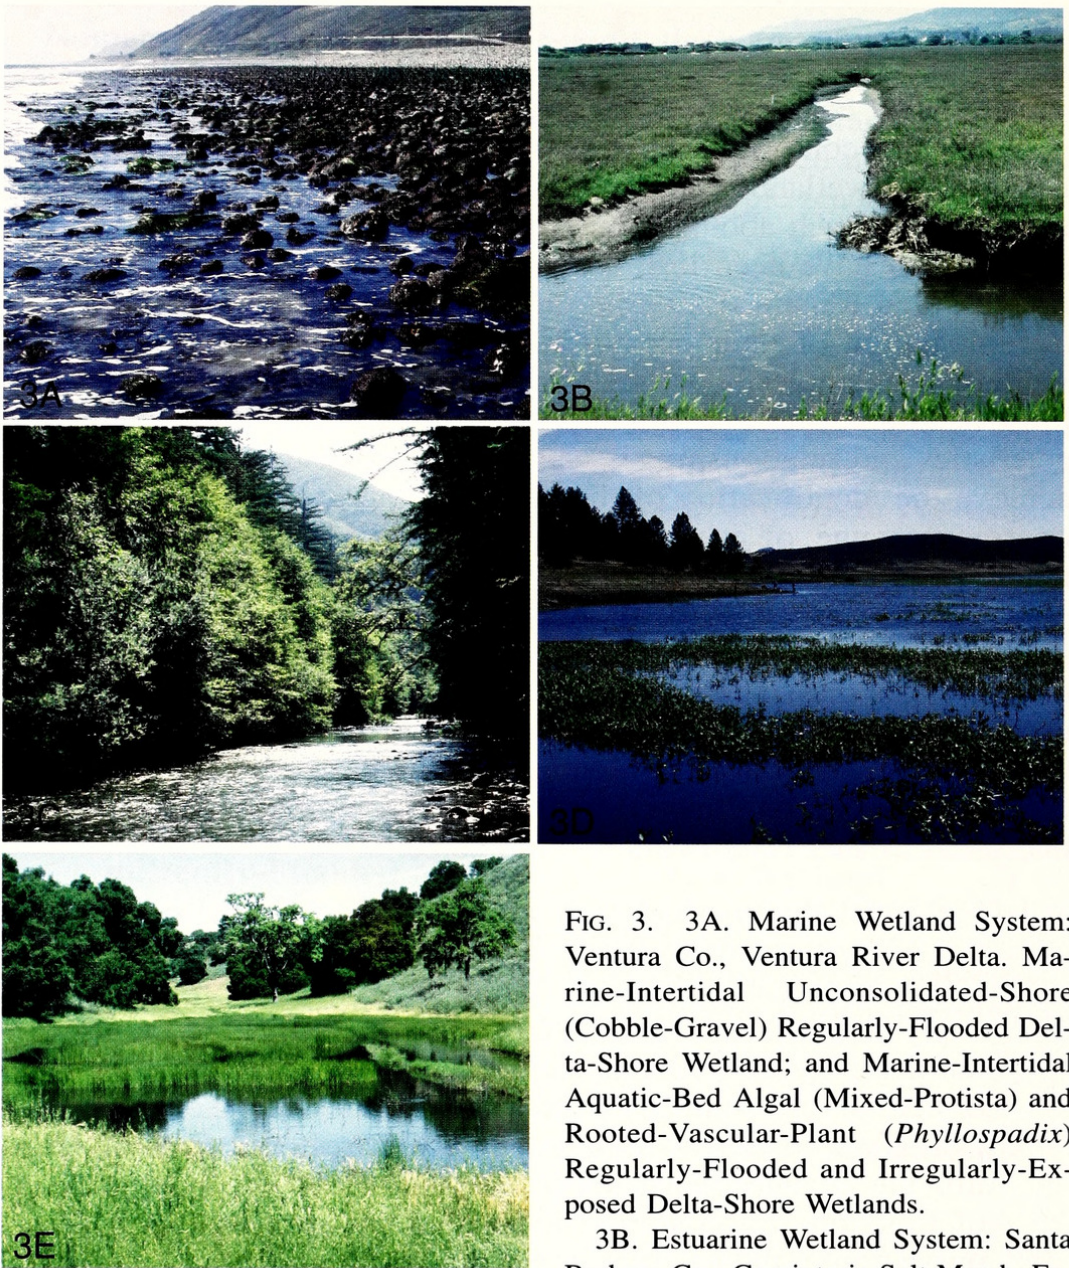 3A
3B
3C
3D
3E
FIG. 3. 3A. Marine Wetland System:
Ventura Co., Ventura River Delta. Ma-
rine-Intertidal Unconsolidated-Shore
(Cobble-Gravel) Regularly-Flooded Del-
ta-Shore Wetland; and Marine-Intertidal
Aquatic-Bed Algal (Mixed-Protista) and
Rooted-Vascular-Plant (Phyllospadix)
Regularly-Flooded and Irregularly-Ex-
posed Delta-Shore Wetlands.
3B. Estuarine Wetland System: Santa